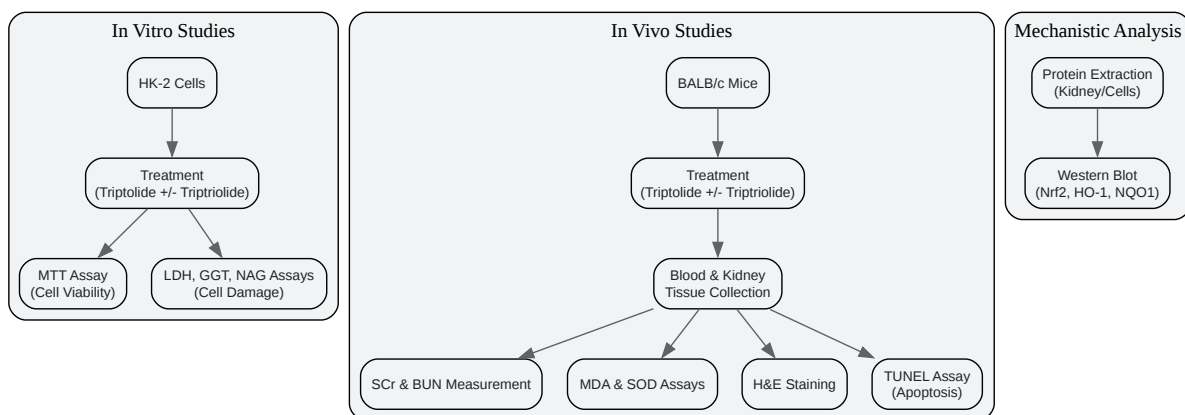 In Vitro Studies
HK-2 Cells
Treatment
(Triptolide +/- Triptriolide)
MTT Assay
(Cell Viability)
LDH, GGT, NAG Assays
(Cell Damage)
In Vivo Studies
BALB/c Mice
Treatment
(Triptolide +/- Triptriolide)
Blood & Kidney
Tissue Collection
SCr & BUN Measurement
MDA & SOD Assays
H&E Staining
TUNEL Assay
(Apoptosis)
Mechanistic Analysis
Protein Extraction
(Kidney/Cells)
Western Blot
(Nrf2, HO-1, NQO1)